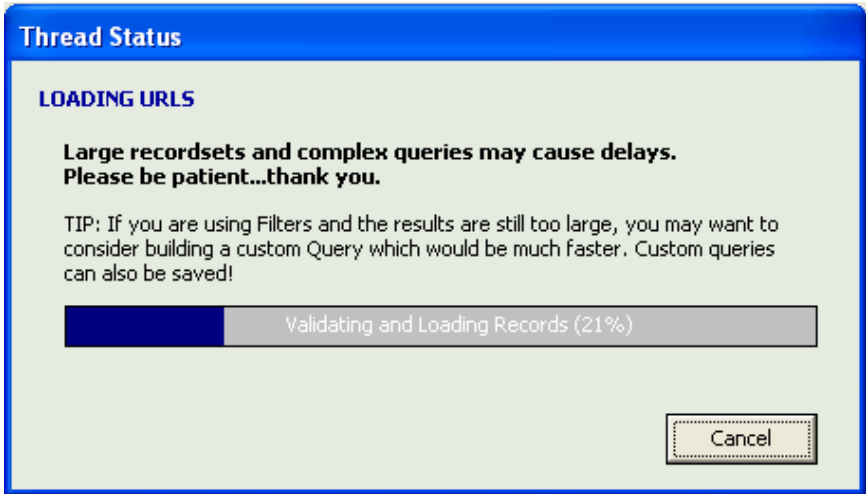 Thread Status
LOADING URLS
Large recordsets and complex queries may cause delays.
Please be patient...thank you.
TIP: If you are using Filters and the results are still too large, you may want to
consider building a custom Query which would be much faster. Custom queries
can also be saved!
Validating and Loading Records (21%)
Cancel